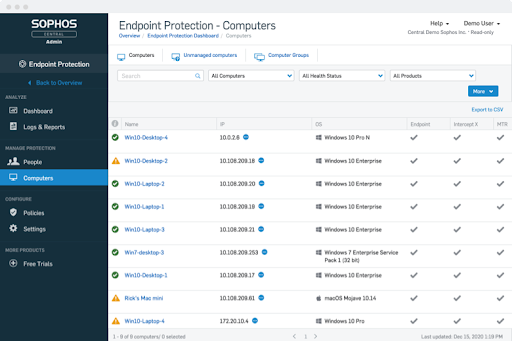 SOPHOS
CENTRAL
Admin
Endpoint Protection
Back to Overview
ANALYZE
Dashboard
Logs & Reports
MANAGE PROTECTION
People
Computers
CONFIGURE
Policies
Settings
MORE PRODUCTS
Free Trials
Endpoint Protection - Computers
Overview / Endpoint Protection Dashboard / Computers
Help Demo User
Central Demo Sophos Inc. · Read-only
Computers Unmanaged computers Computer Groups
Search All Computers All Health Status All Products
More
Export to CSV
Name IP OS Endpoint Intercept X MTR
Win10-Desktop-4 10.0.2.6 Windows 10 Pro N
Win10-Desktop-2 10.108.209.18 Windows 10 Enterprise
Win10-Laptop-2 10.108.209.20 Windows 10 Enterprise
Win10-Laptop-1 10.108.209.19 Windows 10 Enterprise
Win10-Laptop-3 10.108.209.21 Windows 10 Enterprise
Win7-desktop-3 10.108.209.253 Windows 7 Enterprise Service
Pack 1 (32 bit)
Win10-Desktop-1 10.108.209.17 Windows 10 Enterprise
Rick's Mac mini 10.108.209.61 macOS Mojave 10.14
Win10-Laptop-4 172.20.10.4 Windows 10 Pro
1 - 9 of 9 computers/ 0 selected 1 Last updated: Dec 15, 2020 1:19 PM